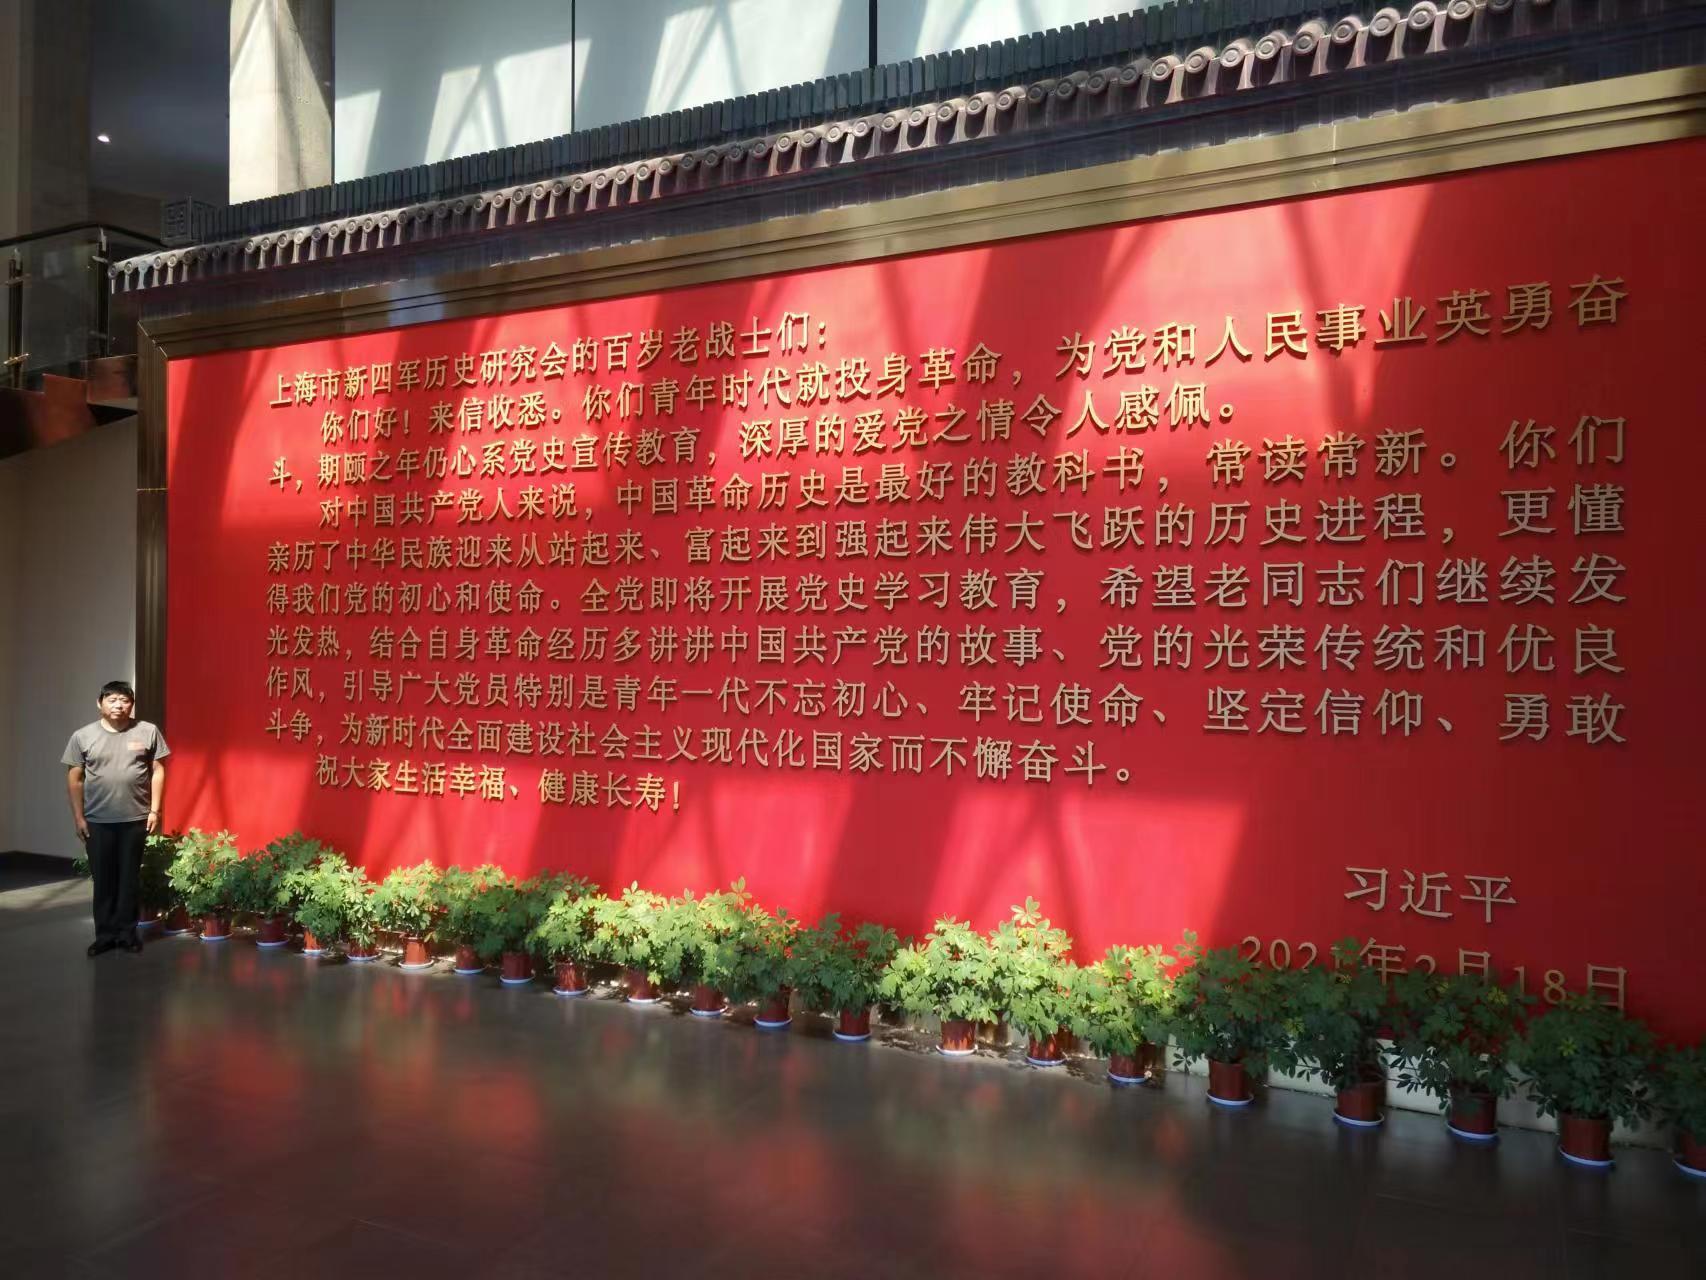 上海市新四军历史研究会的百岁老战士们：
你们好！来信收悉。你们青年时代就投身革命，为党和人民事业英勇奋
斗，期颐之年仍心系党史宣传教育，深厚的爱党之情令人感佩。
对中国共产党人来说，中国革命历史是最好的教科书，常读常新。你们
亲历了中华民族迎来从站起来、富起来到强起来伟大飞跃的历史进程，更懂
得我们党的初心和使命。全党即将开展党史学习教育，希望老同志们继续发
光发热，结合自身革命经历多讲讲中国共产党的故事、党的光荣传统和优良
作风，引导广大党员特别是青年一代不忘初心、牢记使命、坚定信仰、勇敢
斗争，为新时代全面建设社会主义现代化国家而不懈奋斗。
祝大家生活幸福、健康长寿！
习近平
2021年2月18日